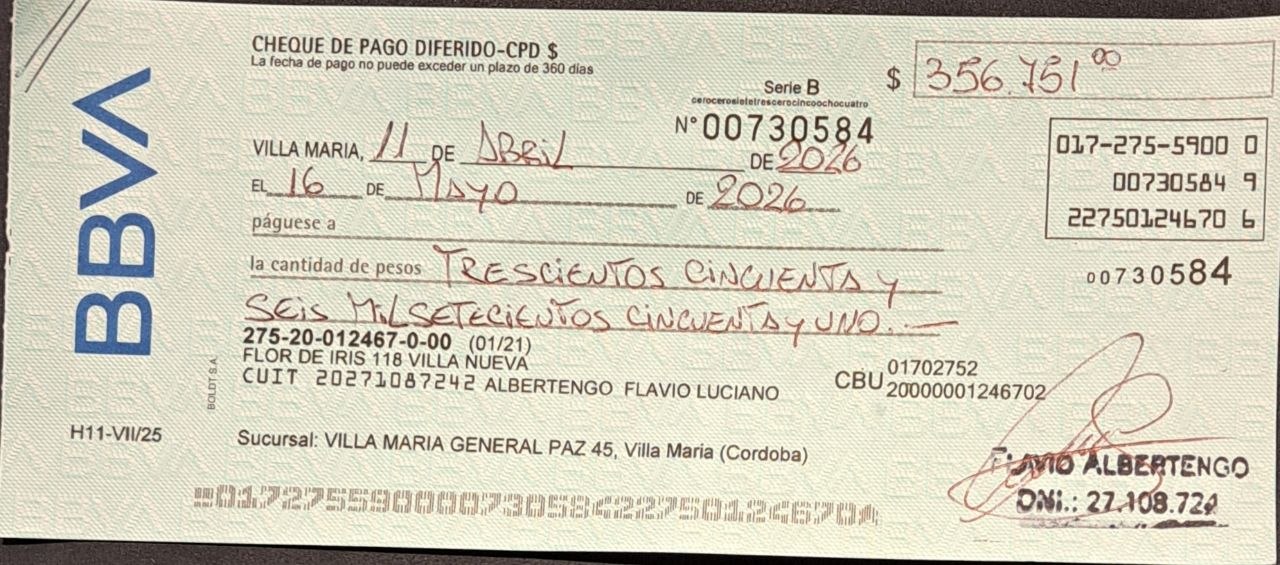 BBVA
CHEQUE DE PAGO DIFERIDO-CPD $
La fecha de pago no puede exceder un plazo de 360 días
$ 356.751 00
Serie B
cerocerosietetrescerocincoochocuatro
N° 00730584
017-275-5900 0
00730584 9
22750124670 6
VILLA MARIA, 11 DE ABRIL DE 2026
EL 16 DE MAYO DE 2026
páguese a
la cantidad de pesos TRESCIENTOS CINCUENTA Y
SEIS MIL SETECIENTOS CINCUENTA Y UNO.—
00730584
275-20-012467-0-00 (01/21)
FLOR DE IRIS 118 VILLA NUEVA
CUIT 20271087242 ALBERTENGO FLAVIO LUCIANO
CBU 01702752
20000001246702
BOLDT S.A.
H11-VII/25
Sucursal: VILLA MARIA GENERAL PAZ 45, Villa Maria (Cordoba)
FLAVIO ALBERTENGO
DNI.: 27.108.724